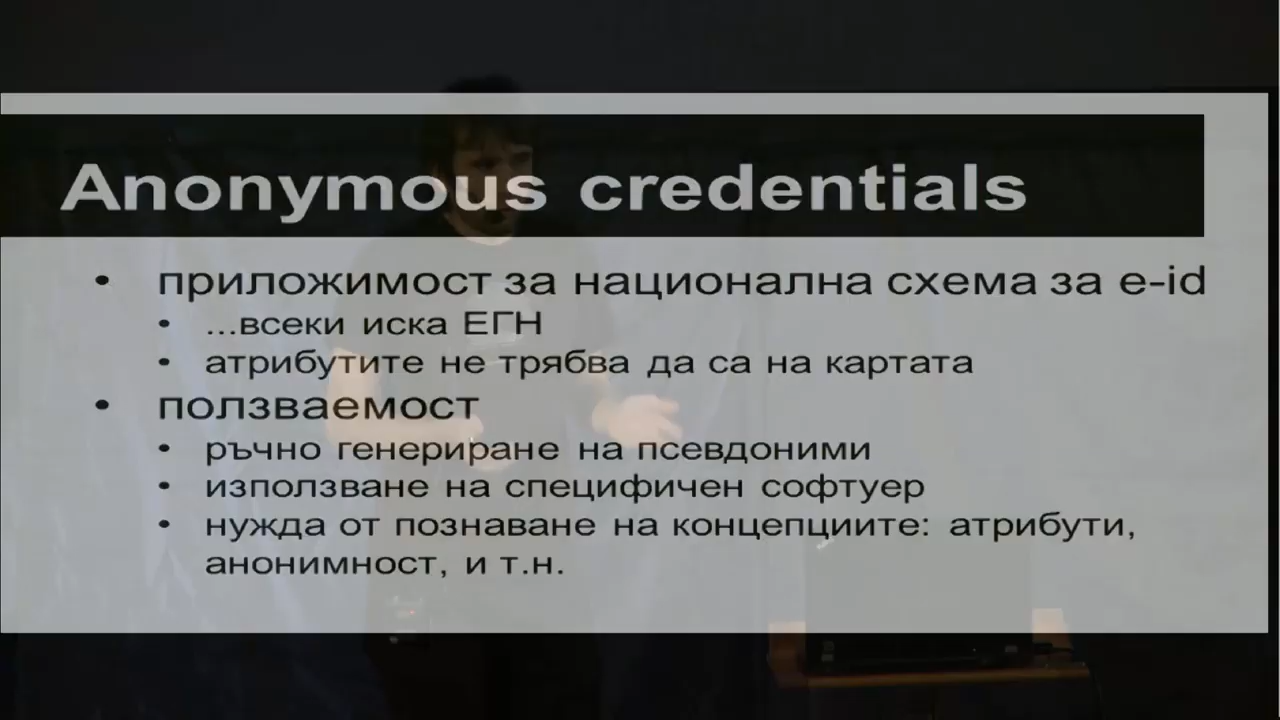 Anonymous credentials
• приложимост за национална схема за e-id
• ...всеки иска ЕГН
• атрибутите не трябва да са на картата
• ползваемост
• ръчно генериране на псевдоними
• използване на специфичен софтуер
• нужда от познаване на концепциите: атрибути,
анонимност, и т.н.